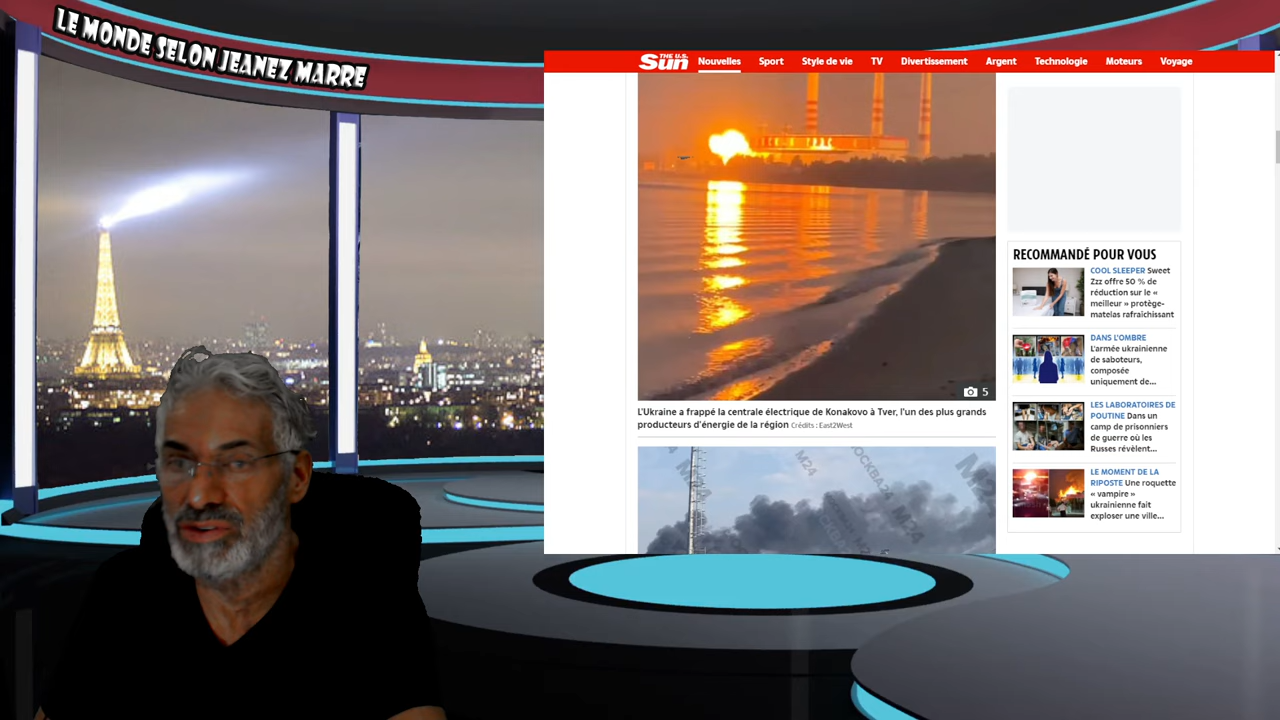 LE MONDE SELON JEANEZ MARRE
THE U.S. Sun
Nouvelles Sport Style de vie TV Divertissement Argent Technologie Moteurs Voyage
5
L'Ukraine a frappé la centrale électrique de Konakovo à Tver, l'un des plus grands
producteurs d'énergie de la région Crédits : East2West
M24
МОСКВА24
M24
RECOMMANDÉ POUR VOUS
COOL SLEEPER Sweet
Zzz offre 50 % de
réduction sur le «
meilleur » protège-
matelas rafraîchissant
DANS L'OMBRE
L'armée ukrainienne
de saboteurs,
composée
uniquement de...
LES LABORATOIRES DE
POUTINE Dans un
camp de prisonniers
de guerre où les
Russes révèlent...
LE MOMENT DE LA
RIPOSTE Une roquette
« vampire »
ukrainienne fait
exploser une ville...